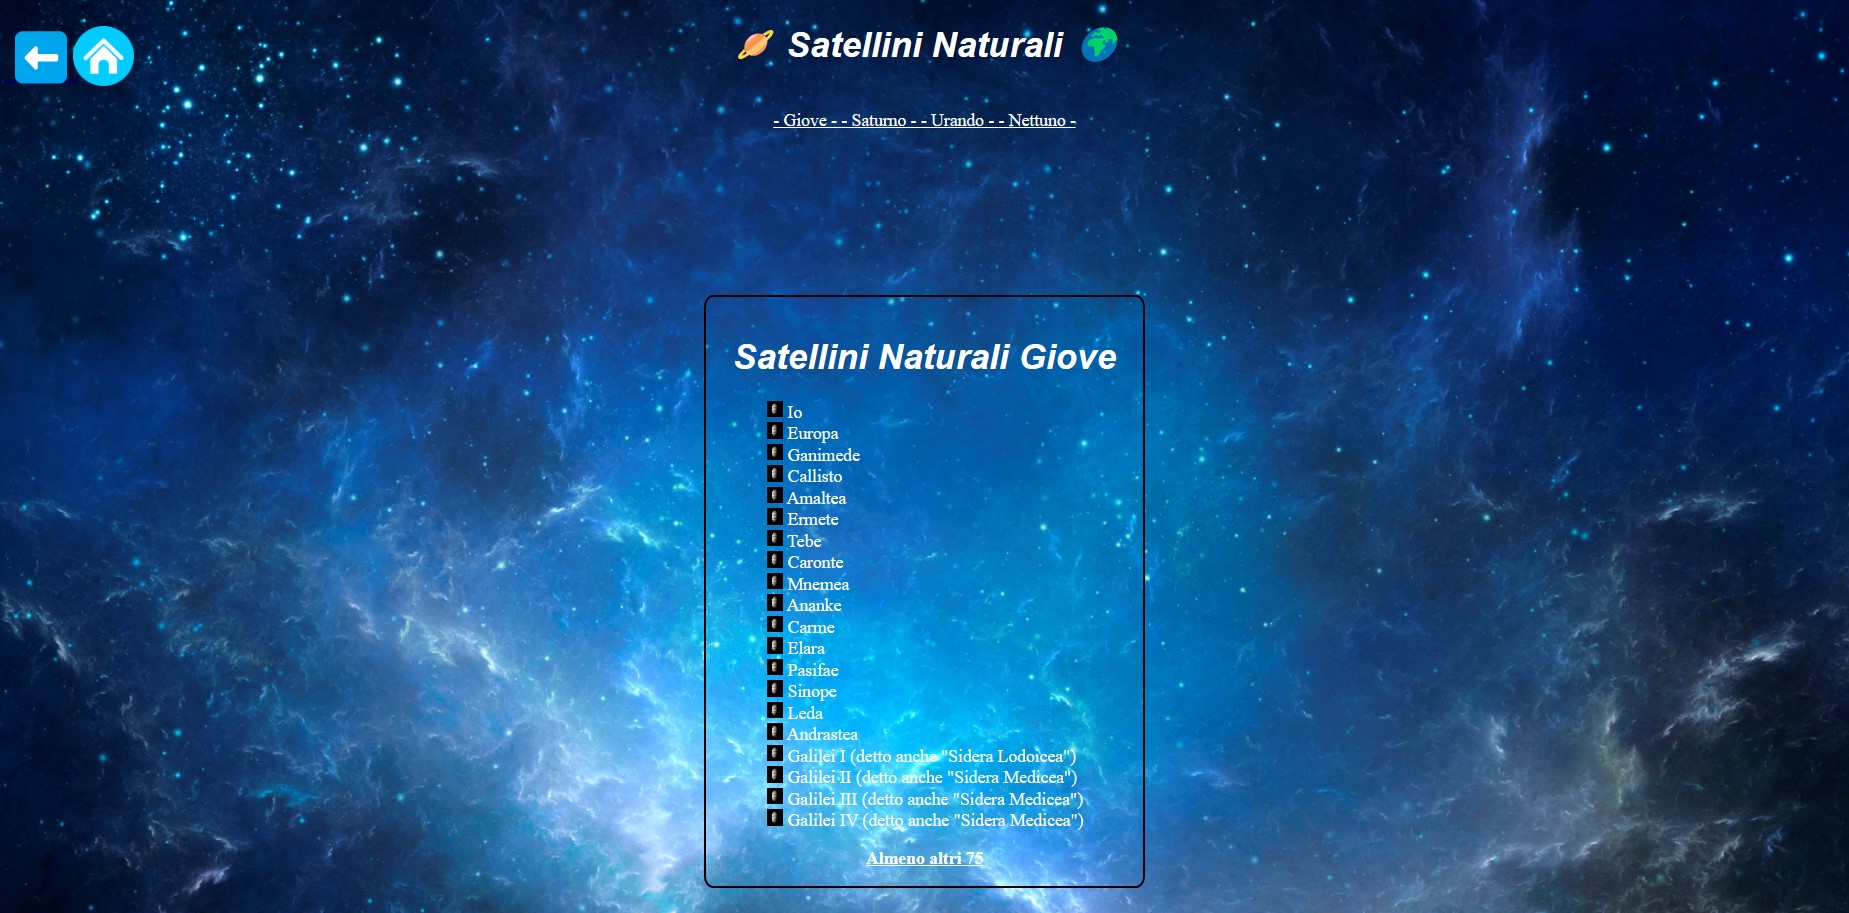 Satellini Naturali
- Giove - - Saturno - - Urando - - Nettuno -
Satellini Naturali Giove
Io
Europa
Ganimede
Callisto
Amaltea
Ermete
Tebe
Caronte
Mnemea
Ananke
Carme
Elara
Pasifae
Sinope
Leda
Andrastea
Galilei I (detto anche "Sidera Lodoicea")
Galilei II (detto anche "Sidera Medicea")
Galilei III (detto anche "Sidera Medicea")
Galilei IV (detto anche "Sidera Medicea")
Almeno altri 75